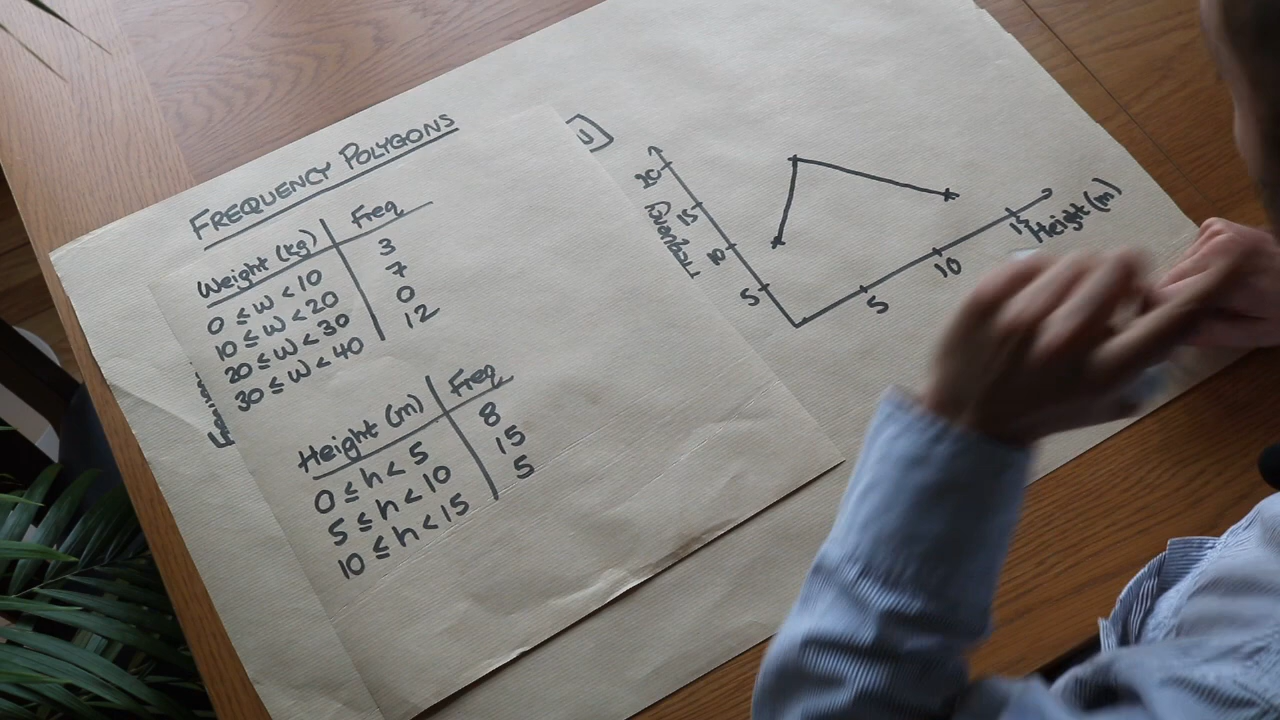 FREQUENCY POLYGONS
Weight (kg) Freq
0 ≤ w < 10 3
10 ≤ w < 20 7
20 ≤ w < 30 0
30 ≤ w < 40 12
Height (m) Freq
0 ≤ h < 5 8
5 ≤ h < 10 15
10 ≤ h < 15 5
20
15
10
5
Frequency
5
10
15
Height (m)